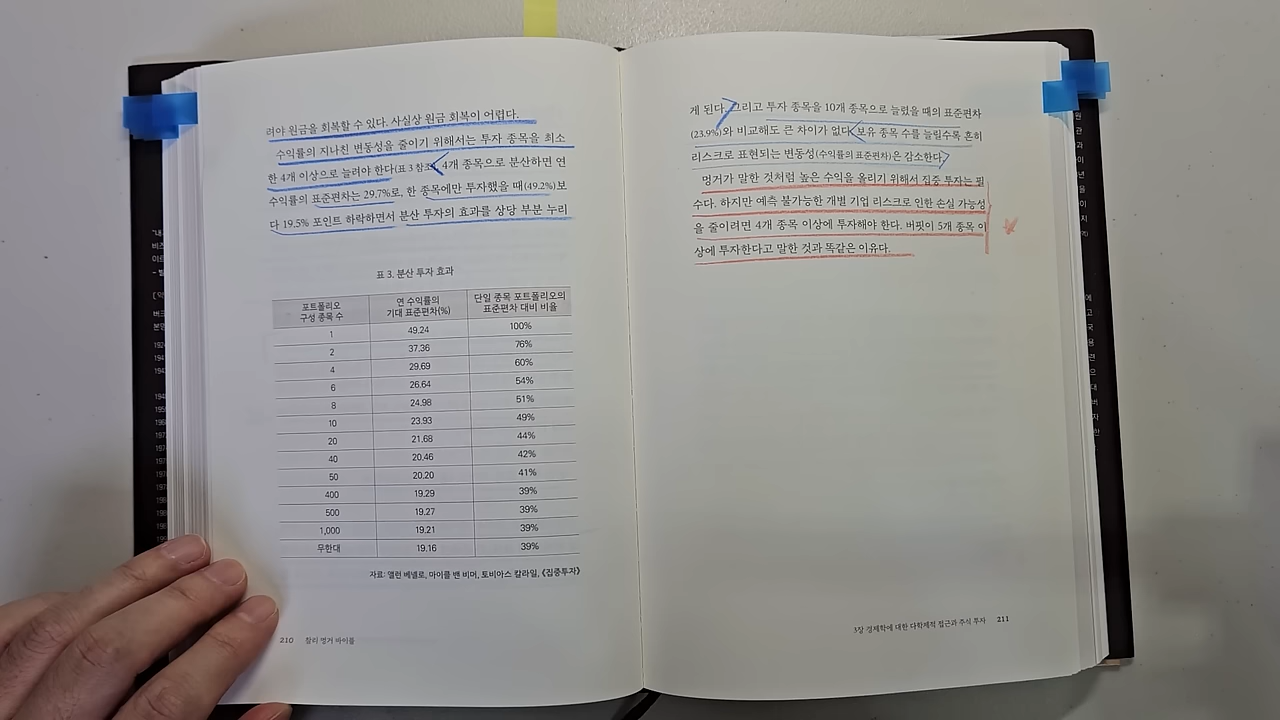 려야 원금을 회복할 수 있다. 사실상 원금 회복이 어렵다.
수익률의 지나친 변동성을 줄이기 위해서는 투자 종목을 최소
한 4개 이상으로 늘려야 한다(표 3 참조). 4개 종목으로 분산하면 연
수익률의 표준편차는 29.7%로, 한 종목에만 투자했을 때(49.2%)보
다 19.5% 포인트 하락하면서 분산 투자의 효과를 상당 부분 누리
표 3. 분산 투자 효과
포트폴리오 구성 종목 수 연 수익률의 기대 표준편차(%) 단일 종목 포트폴리오의 표준편차 대비 비율
1 49.24 100%
2 37.36 76%
4 29.69 60%
6 26.64 54%
8 24.98 51%
10 23.93 49%
20 21.68 44%
40 20.46 42%
50 20.20 41%
400 19.29 39%
500 19.27 39%
1,000 19.21 39%
무한대 19.16 39%
자료: 앨런 베넬로, 마이클 밴 비머, 토비아스 칼라일, 《집중투자》
210 찰리 멍거 바이블
게 된다. 그리고 투자 종목을 10개 종목으로 늘렸을 때의 표준편차
(23.9%)와 비교해도 큰 차이가 없다. 보유 종목 수를 늘릴수록 흔히
리스크로 표현되는 변동성(수익률의 표준편차)은 감소한다.
멍거가 말한 것처럼 높은 수익을 올리기 위해서 집중 투자는 필
수다. 하지만 예측 불가능한 개별 기업 리스크로 인한 손실 가능성
을 줄이려면 4개 종목 이상에 투자해야 한다. 버핏이 5개 종목 이
상에 투자한다고 말한 것과 똑같은 이유다.
3장 경제학에 대한 다학제적 접근과 주식 투자 211